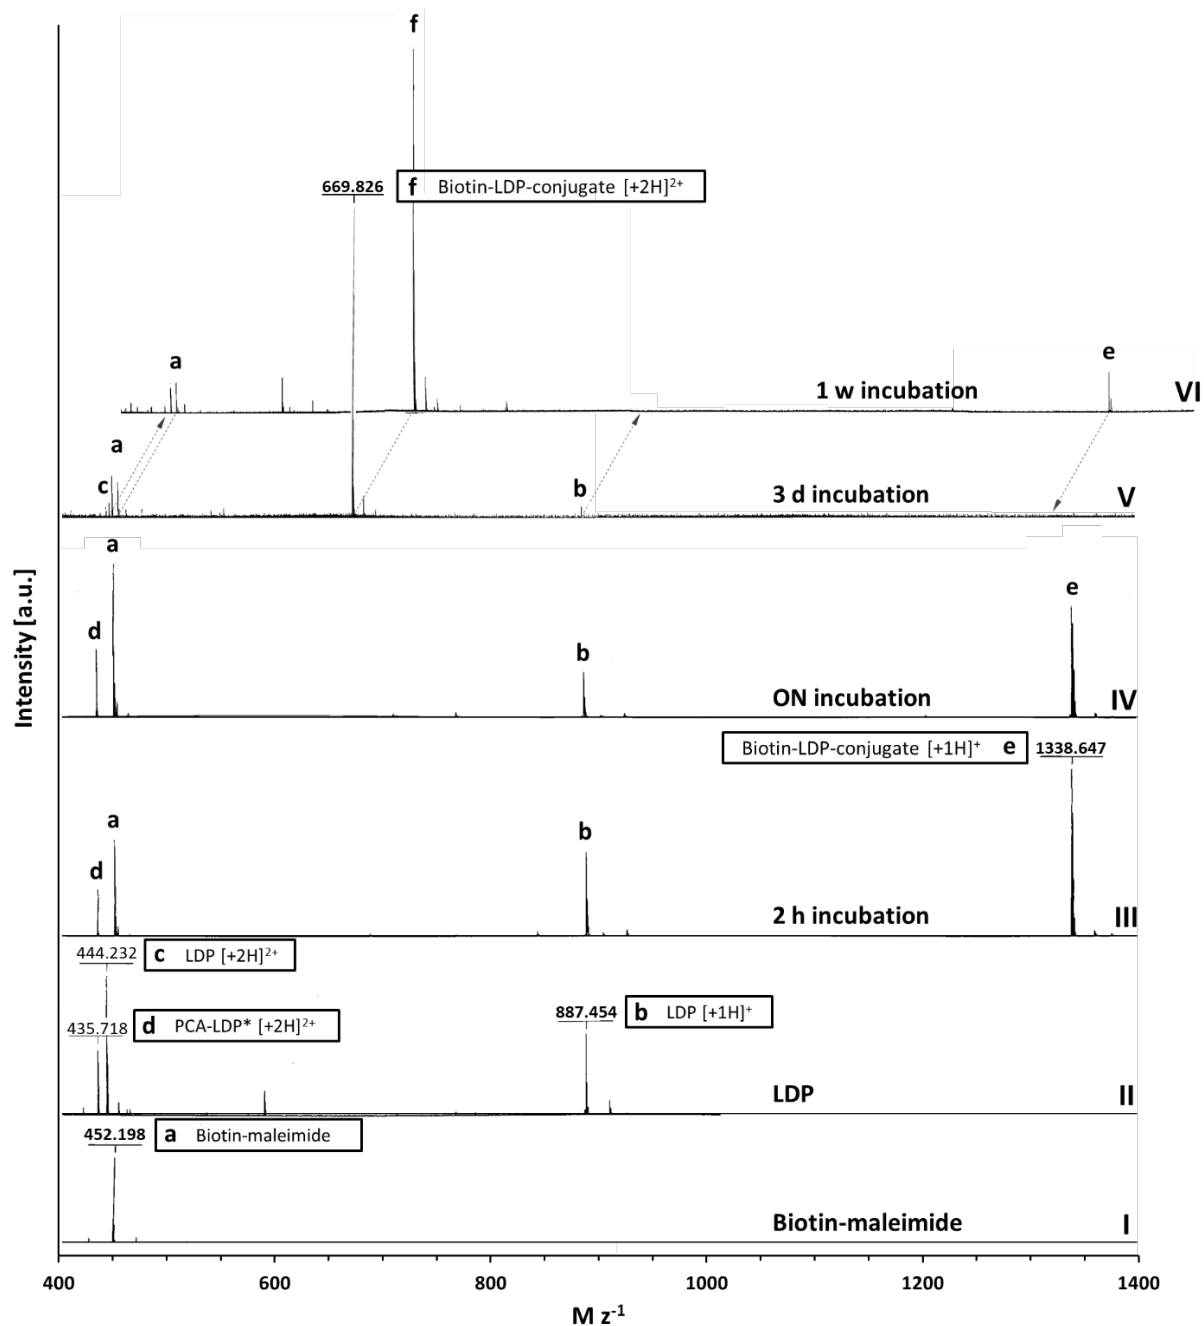 f
669.826
f Biotin-LDP-conjugate [+2H]²⁺
a
e
1 w incubation
VI
a
c
b
3 d incubation
V
a
d
b
e
ON incubation
IV
Biotin-LDP-conjugate [+1H]⁺ e
1338.647
a
d
b
2 h incubation
III
444.232
c LDP [+2H]²⁺
435.718
d PCA-LDP* [+2H]²⁺
887.454
b LDP [+1H]⁺
LDP
II
452.198
a Biotin-maleimide
Biotin-maleimide
I
Intensity [a.u.]
400 600 800 1000 1200 1400
M z⁻¹